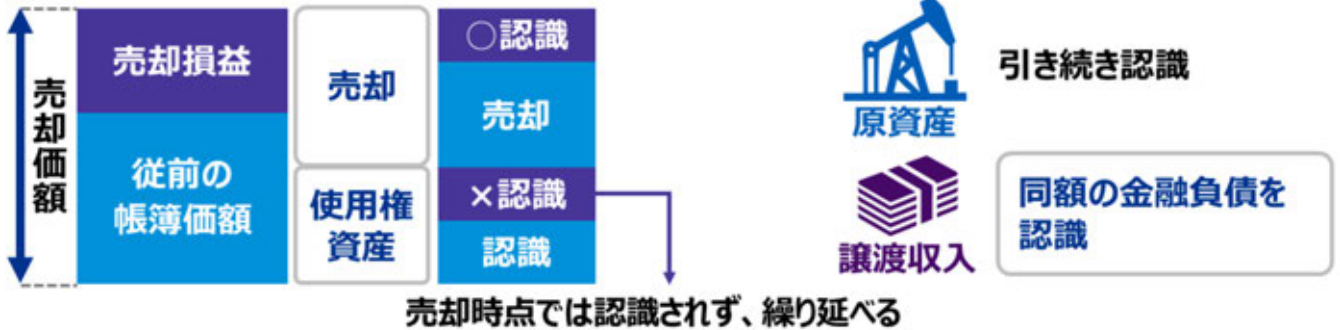 売却価額
売却損益
従前の
帳簿価額
売却
使用権
資産
○認識
売却
×認識
認識
売却時点では認識されず、繰り延べる
原資産
引き続き認識
譲渡収入
同額の金融負債を
認識